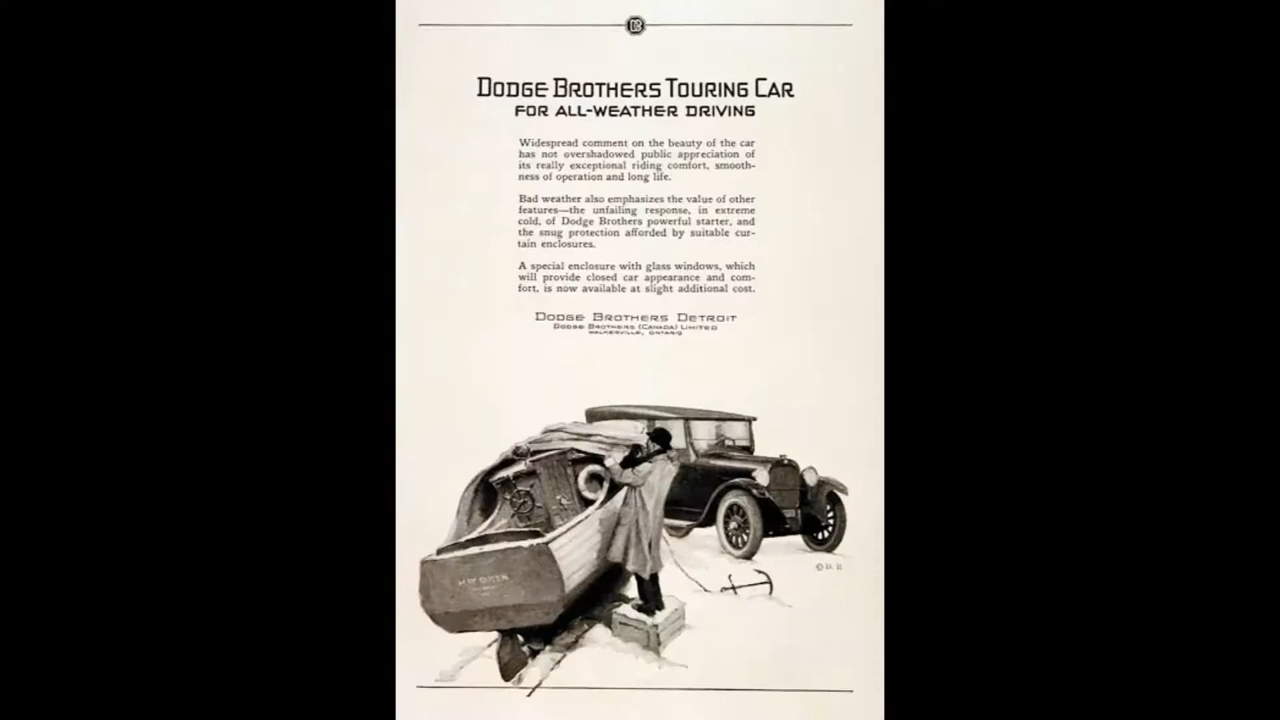 DB
DODGE BROTHERS TOURING CAR
FOR ALL-WEATHER DRIVING
Widespread comment on the beauty of the car
has not overshadowed public appreciation of
its really exceptional riding comfort, smooth-
ness of operation and long life.
Bad weather also emphasizes the value of other
features—the unfailing response, in extreme
cold, of Dodge Brothers powerful starter, and
the snug protection afforded by suitable cur-
tain enclosures.
A special enclosure with glass windows, which
will provide closed car appearance and com-
fort, is now available at slight additional cost.
DODGE BROTHERS DETROIT
DODGE BROTHERS (CANADA) LIMITED
WALKERVILLE, ONTARIO